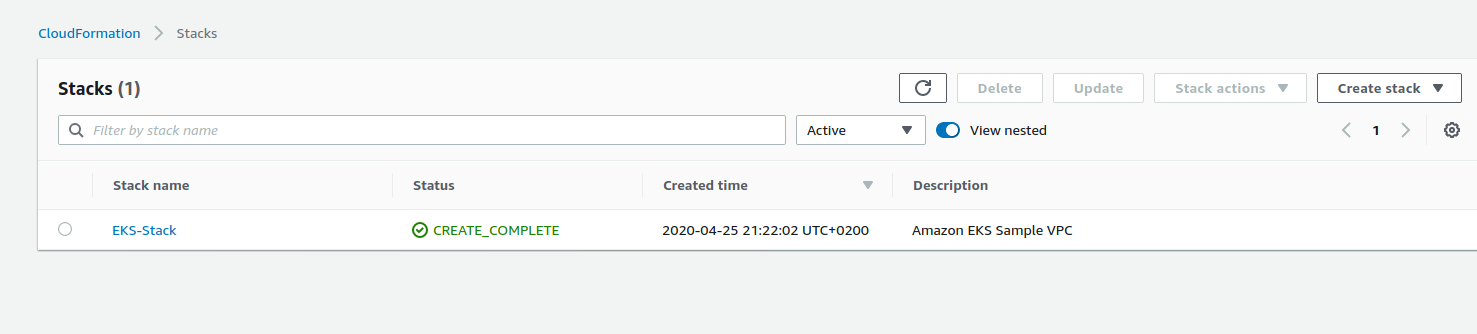 CloudFormation Stacks
Stacks (1)
Delete Update Stack actions Create stack
Filter by stack name Active View nested 1
Stack name Status Created time Description
EKS-Stack CREATE_COMPLETE 2020-04-25 21:22:02 UTC+0200 Amazon EKS Sample VPC